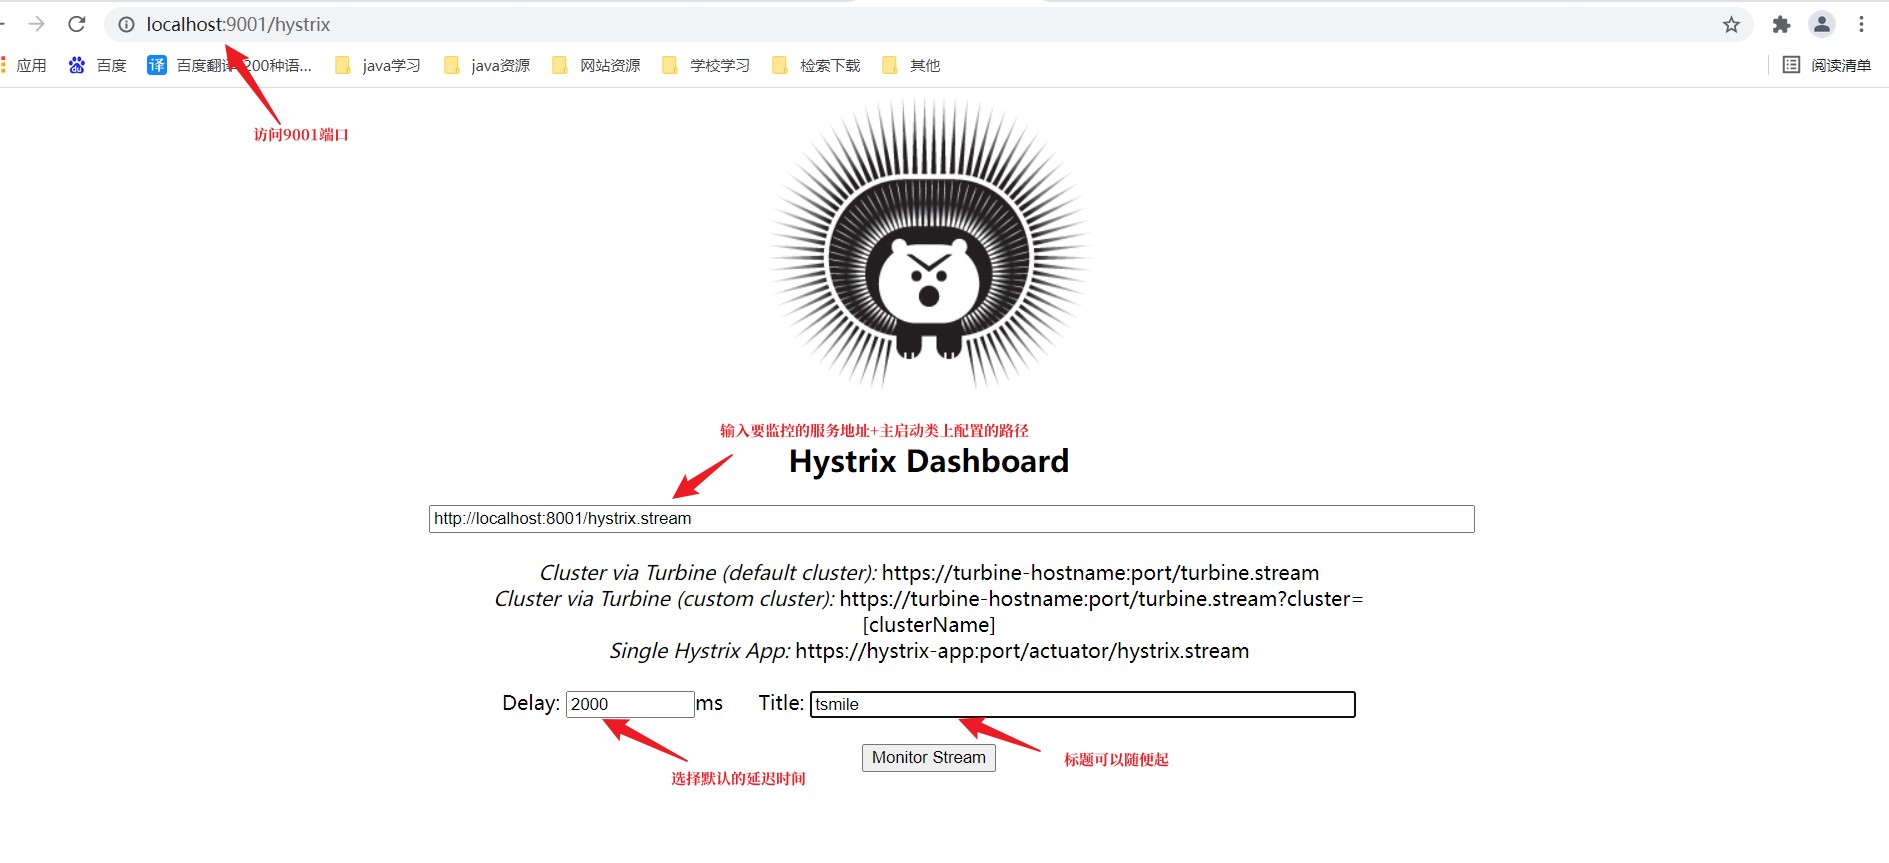 localhost:9001/hystrix
应用 百度 百度翻译-200种语... java学习 java资源 网站资源 学校学习 检索下载 其他 阅读清单
访问9001端口
输入要监控的服务地址+主启动类上配置的路径
Hystrix Dashboard
http://localhost:8001/hystrix.stream
Cluster via Turbine (default cluster): https://turbine-hostname:port/turbine.stream
Cluster via Turbine (custom cluster): https://turbine-hostname:port/turbine.stream?cluster=
[clusterName]
Single Hystrix App: https://hystrix-app:port/actuator/hystrix.stream
Delay: 2000 ms Title: tsmile
Monitor Stream
标题可以随便起
选择默认的延迟时间